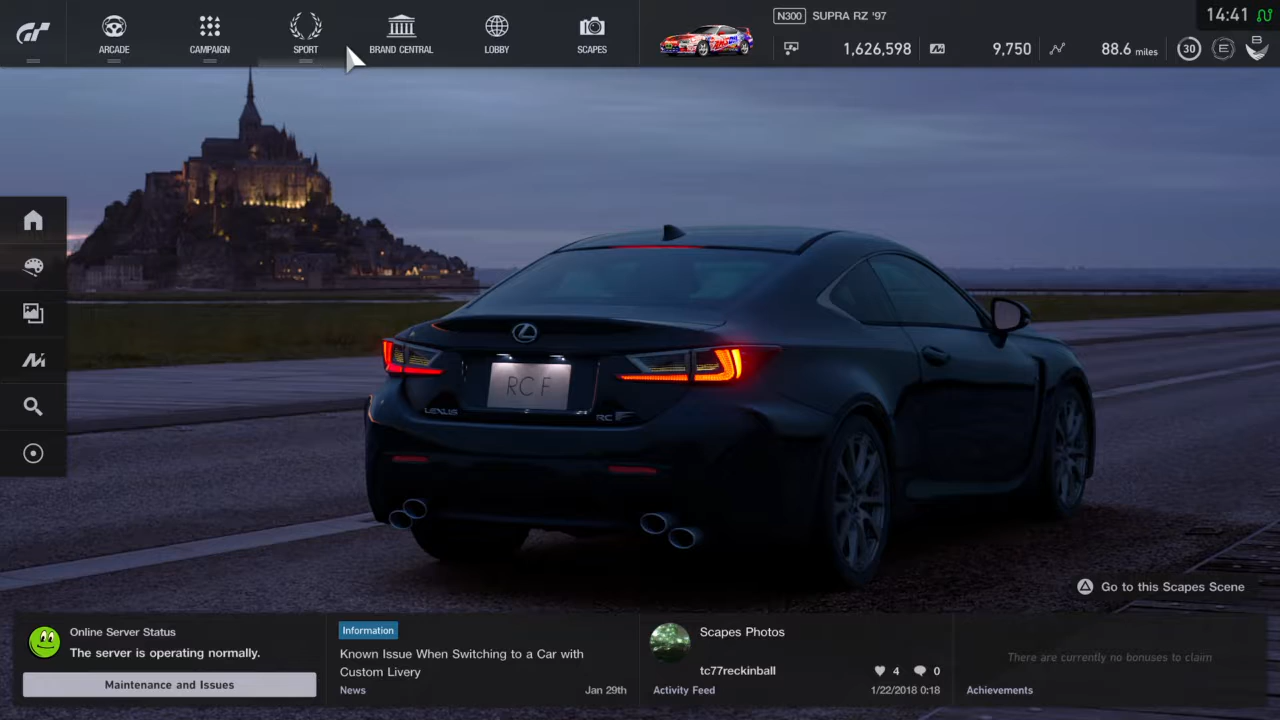 ARCADE
CAMPAIGN
SPORT
BRAND CENTRAL
LOBBY
SCAPES
N300 SUPRA RZ '97
1,626,598
9,750
88.6 miles
30
E
B
14:41
LEXUS
RC F
RC F
Go to this Scapes Scene
Online Server Status
The server is operating normally.
Maintenance and Issues
Information
Known Issue When Switching to a Car with
Custom Livery
News
Jan 29th
Scapes Photos
tc77reckinball
4
0
Activity Feed
1/22/2018 0:18
There are currently no bonuses to claim
Achievements